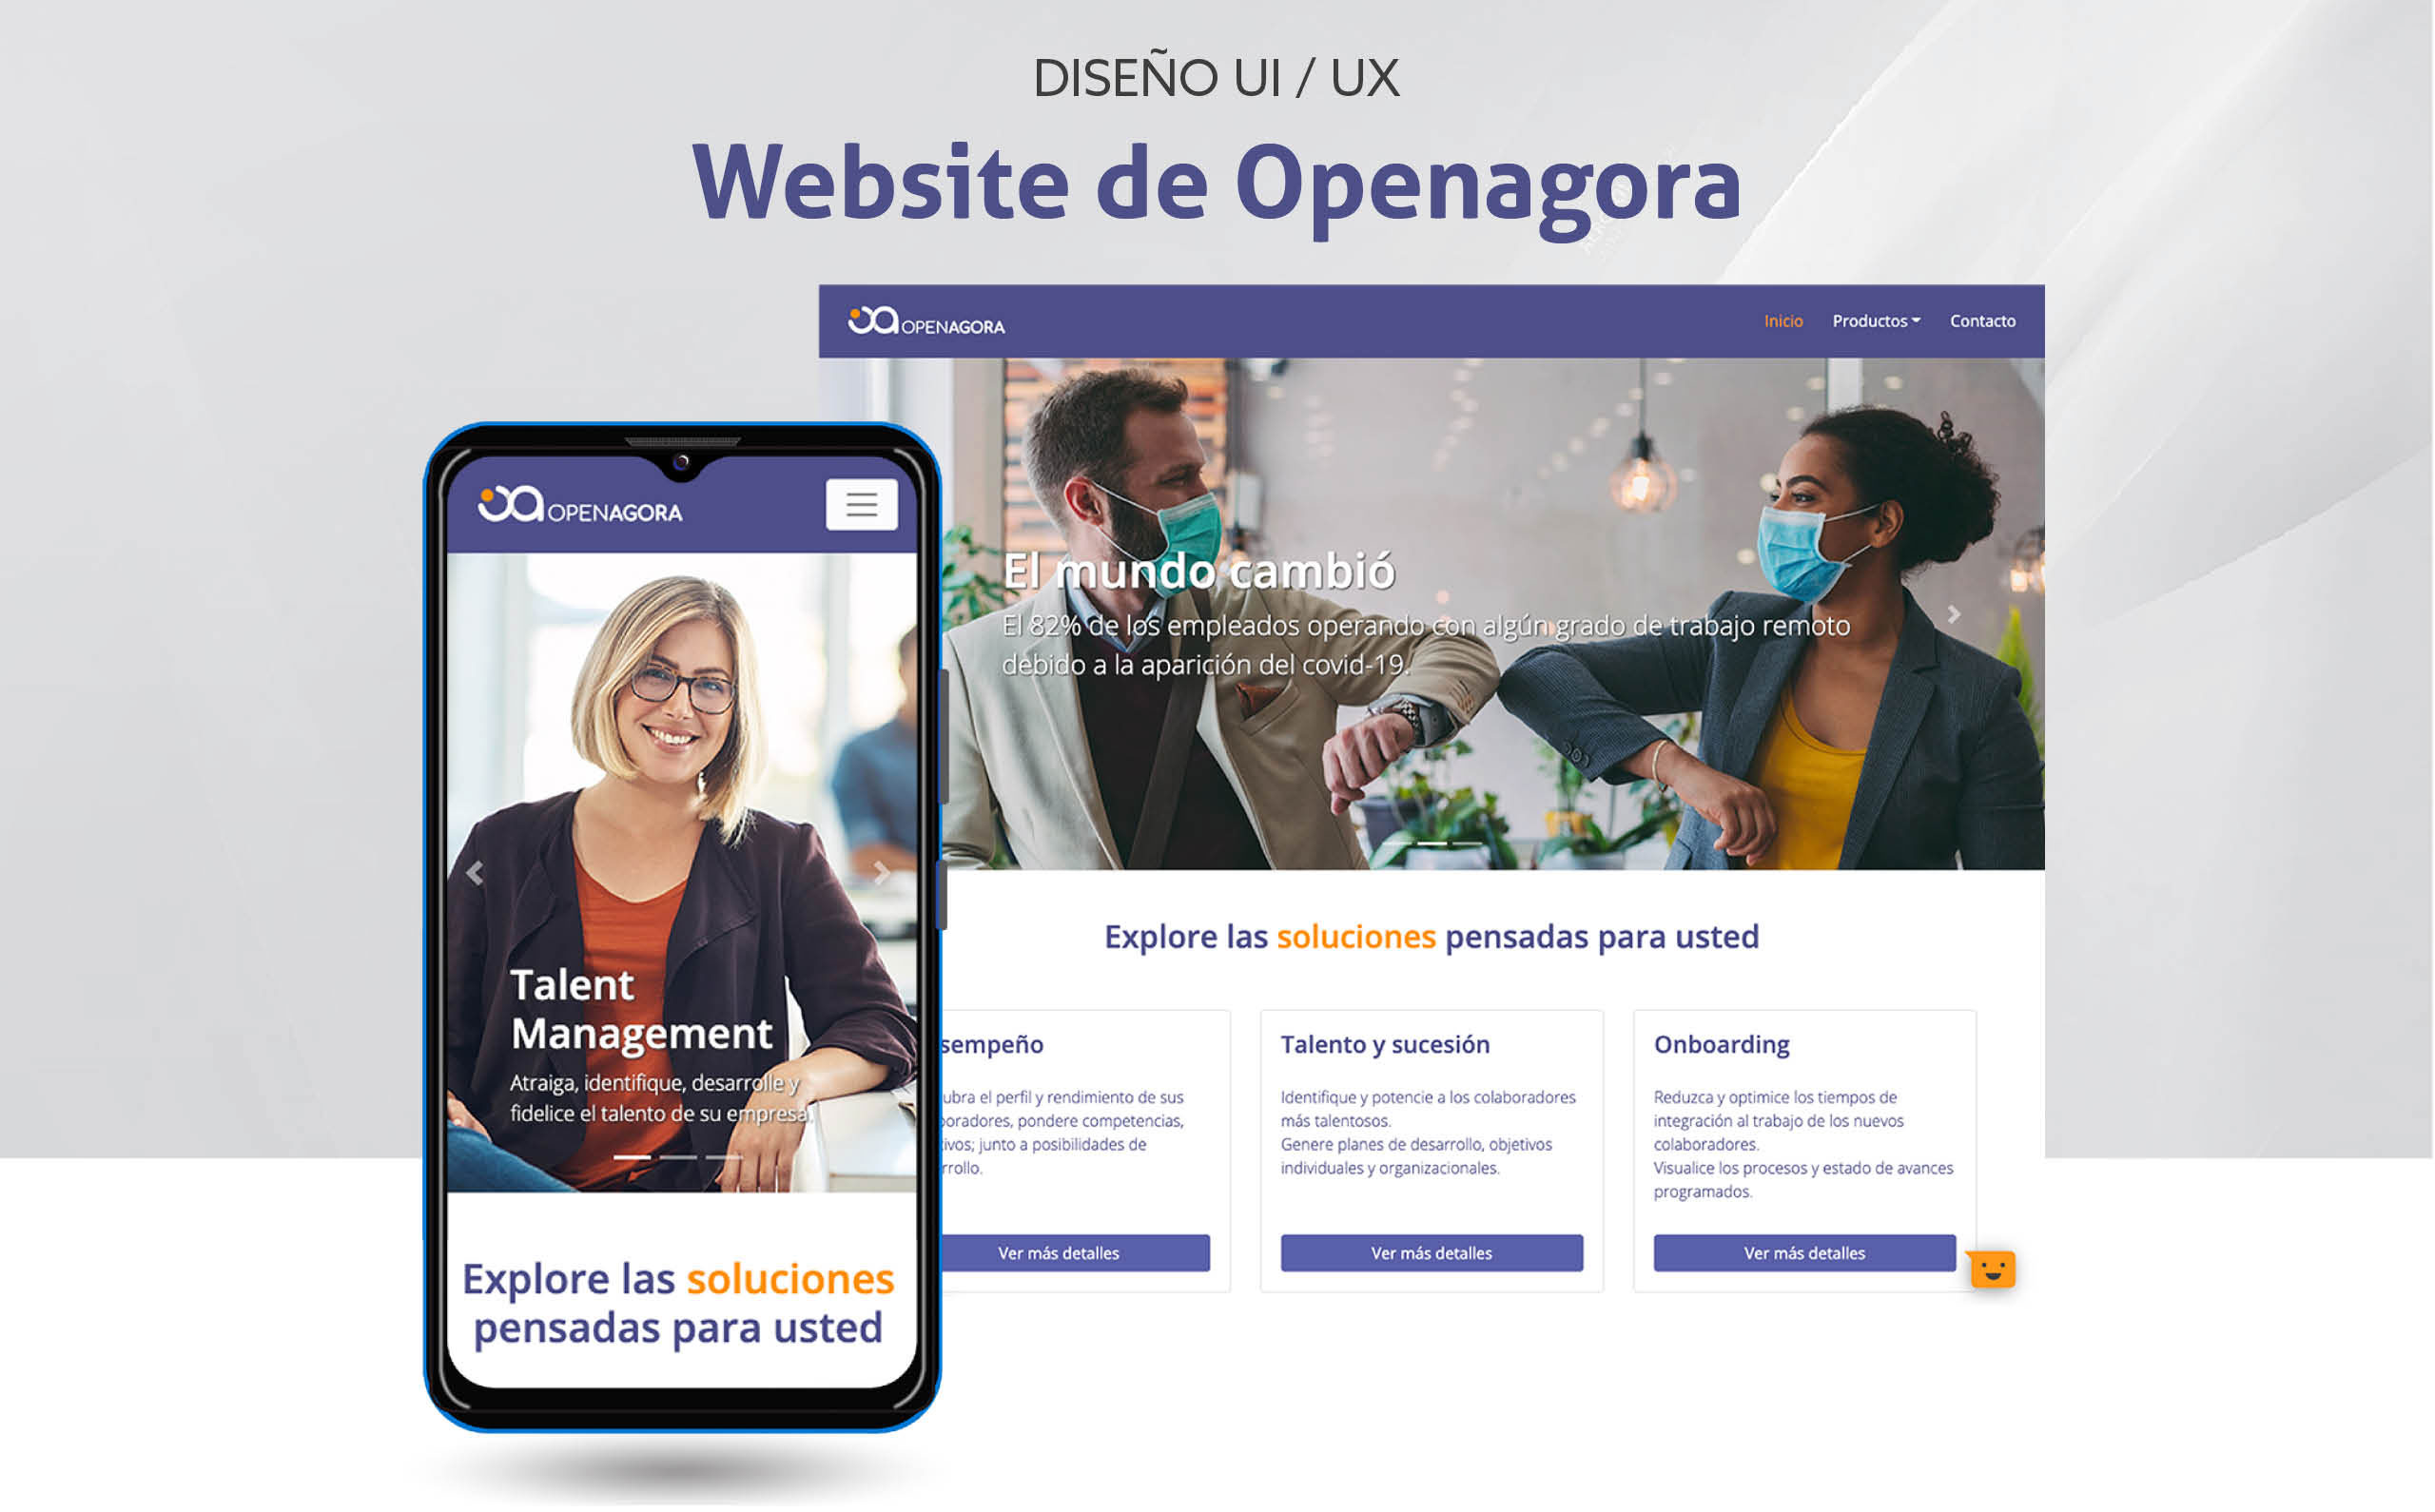 DISEÑO UI / UX
Website de Openagora
OPENAGORA
Inicio Productos Contacto
El mundo cambió
El 82% de los empleados operando con algún grado de trabajo remoto
debido a la aparición del covid-19.
Explore las soluciones pensadas para usted
sempeño
ubra el perfil y rendimiento de sus
boradores, pondere competencias,
ivos; junto a posibilidades de
rrollo.
Ver más detalles
Talento y sucesión
Identifique y potencie a los colaboradores
más talentosos.
Genere planes de desarrollo, objetivos
individuales y organizacionales.
Ver más detalles
Onboarding
Reduzca y optimice los tiempos de
integración al trabajo de los nuevos
colaboradores.
Visualice los procesos y estado de avances
programados.
Ver más detalles
OPENAGORA
Talent
Management
Atraiga, identifique, desarrolle y
fidelice el talento de su empresa.
Explore las soluciones
pensadas para usted